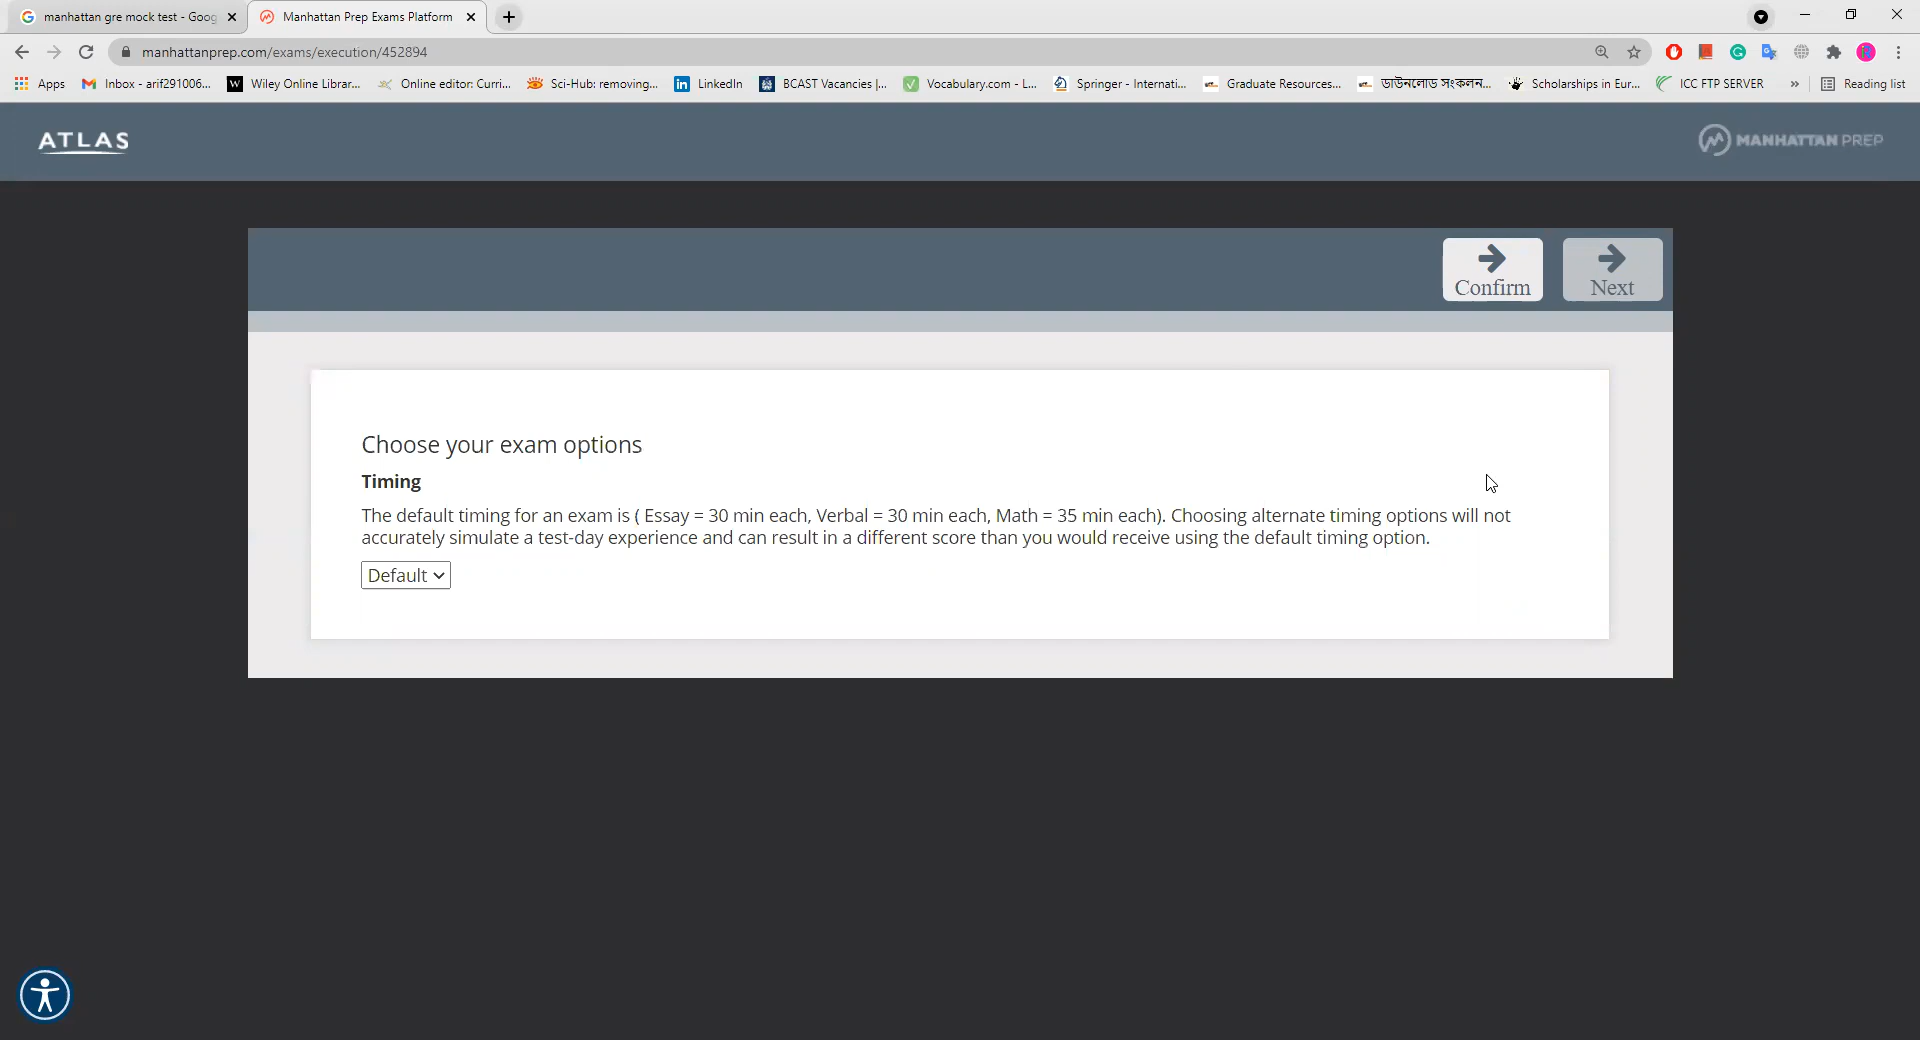 manhattan gre mock test - Goog
Manhattan Prep Exams Platform
manhattanprep.com/exams/execution/452894
Apps
Inbox - arif291006...
Wiley Online Librar...
Online editor: Curri...
Sci-Hub: removing...
LinkedIn
BCAST Vacancies |...
Vocabulary.com - L...
Springer - Internati...
Graduate Resources...
ডাউনলোড সংকলন...
Scholarships in Eur...
ICC FTP SERVER
»
Reading list
ATLAS
MANHATTAN PREP
Confirm
Next
Choose your exam options
Timing
The default timing for an exam is ( Essay = 30 min each, Verbal = 30 min each, Math = 35 min each). Choosing alternate timing options will not
accurately simulate a test-day experience and can result in a different score than you would receive using the default timing option.
Default